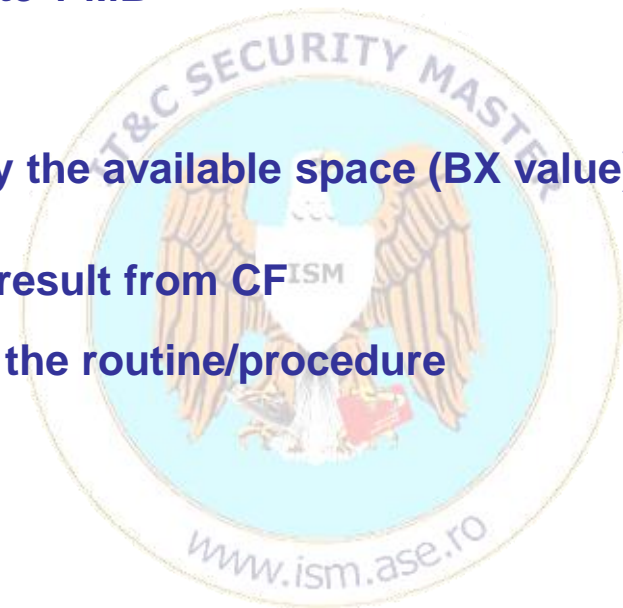 y the available space (BX value)
result from CF
the routine/procedure
IT&C SECURITY MASTER
ISM
www.ism.ase.ro